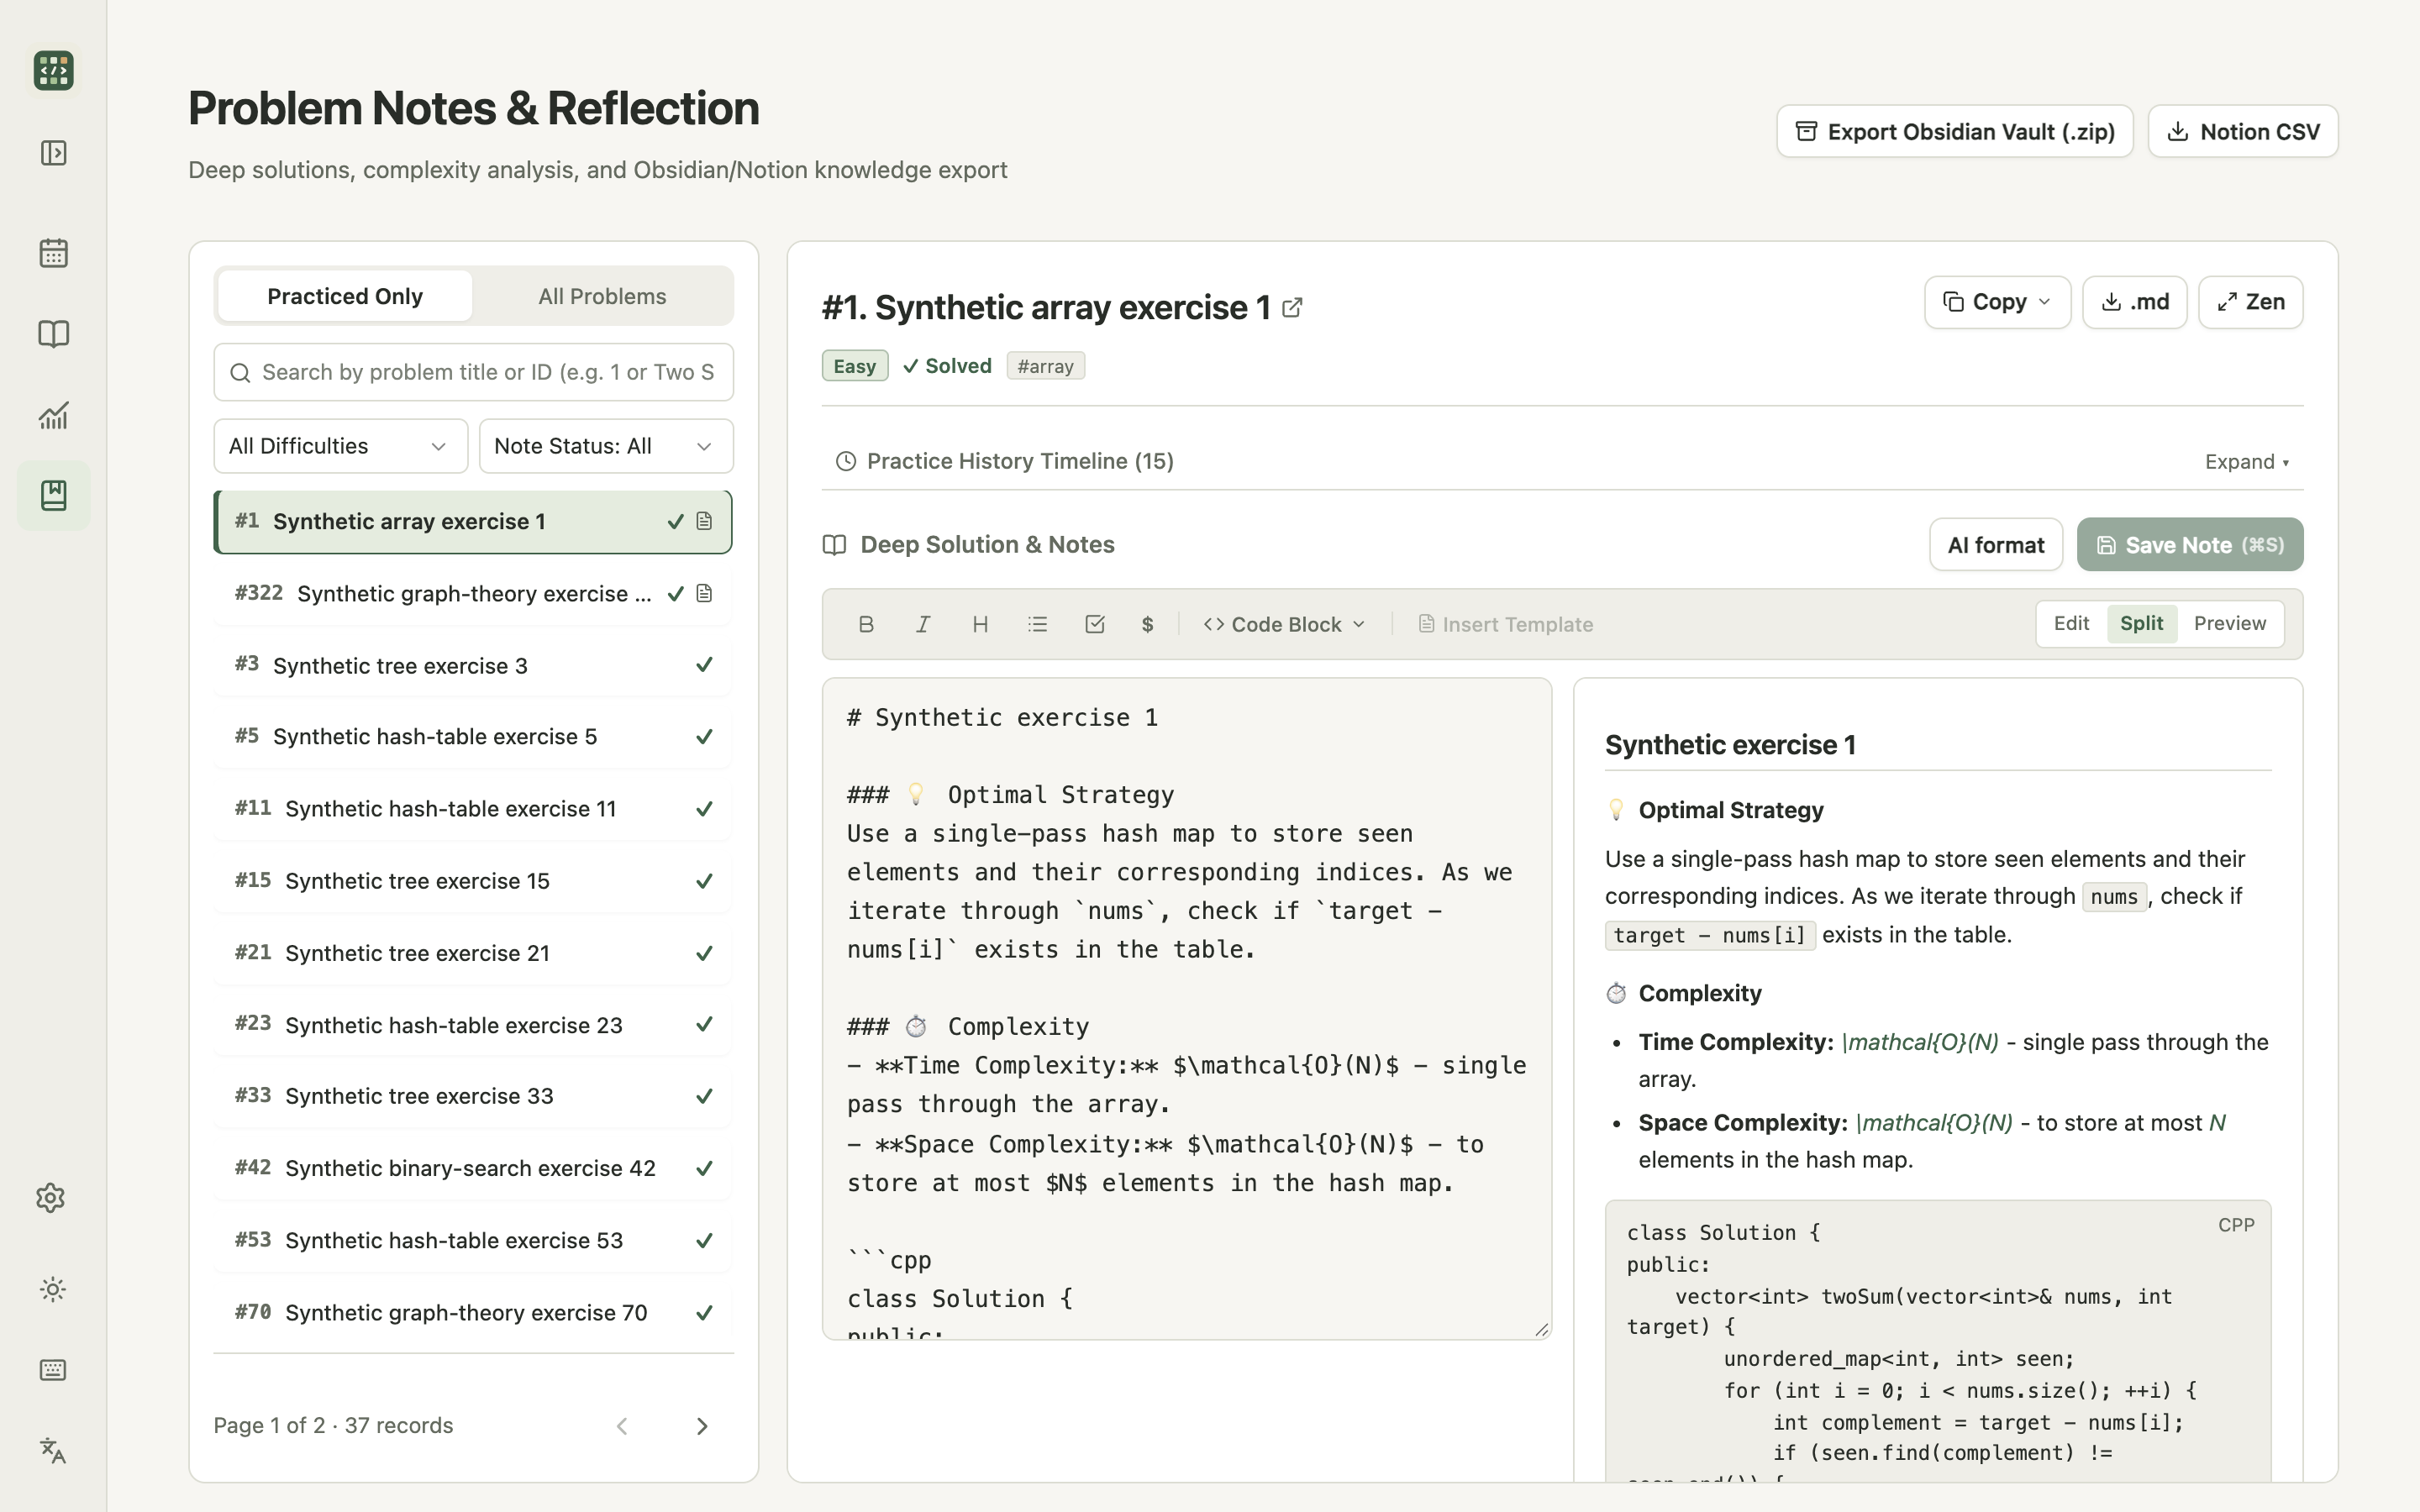 Problem Notes & Reflection
Deep solutions, complexity analysis, and Obsidian/Notion knowledge export
Export Obsidian Vault (.zip)
Notion CSV
Practiced Only
All Problems
Search by problem title or ID (e.g. 1 or Two S
All Difficulties
Note Status: All
#1 Synthetic array exercise 1
#322 Synthetic graph-theory exercise ...
#3 Synthetic tree exercise 3
#5 Synthetic hash-table exercise 5
#11 Synthetic hash-table exercise 11
#15 Synthetic tree exercise 15
#21 Synthetic tree exercise 21
#23 Synthetic hash-table exercise 23
#33 Synthetic tree exercise 33
#42 Synthetic binary-search exercise 42
#53 Synthetic hash-table exercise 53
#70 Synthetic graph-theory exercise 70
Page 1 of 2 · 37 records
#1. Synthetic array exercise 1
Copy
.md
Zen
Easy
✓ Solved
#array
Practice History Timeline (15)
Expand ▾
Deep Solution & Notes
AI format
Save Note (⌘S)
B
I
H
$
<> Code Block
Insert Template
Edit
Split
Preview
# Synthetic exercise 1
### 💡 Optimal Strategy
Use a single-pass hash map to store seen
elements and their corresponding indices. As we
iterate through `nums`, check if `target -
nums[i]` exists in the table.
### ⏱️ Complexity
- **Time Complexity:** $\mathcal{O}(N)$ - single
pass through the array.
- **Space Complexity:** $\mathcal{O}(N)$ - to
store at most $N$ elements in the hash map.
```cpp
class Solution {
public:
Synthetic exercise 1
💡 Optimal Strategy
Use a single-pass hash map to store seen elements and their
corresponding indices. As we iterate through nums, check if
target - nums[i] exists in the table.
⏱️ Complexity
• Time Complexity: \mathcal{O}(N) - single pass through the
array.
• Space Complexity: \mathcal{O}(N) - to store at most N
elements in the hash map.
CPP
class Solution {
public:
    vector<int> twoSum(vector<int>& nums, int
target) {
        unordered_map<int, int> seen;
        for (int i = 0; i < nums.size(); ++i) {
            int complement = target - nums[i];
            if (seen.find(complement) !=
seen.end()) {